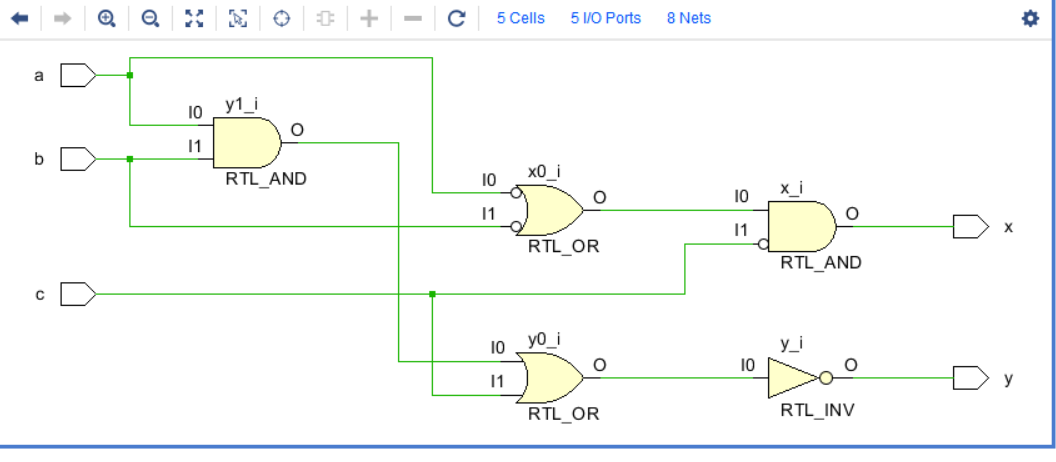 5 Cells 5 I/O Ports 8 Nets
a
y1_i
I0
O
I1
b
RTL_AND
x0_i
I0
O
I1
RTL_OR
x_i
I0
O
I1
x
RTL_AND
c
y0_i
I0
O
I1
RTL_OR
y_i
I0
O
y
RTL_INV